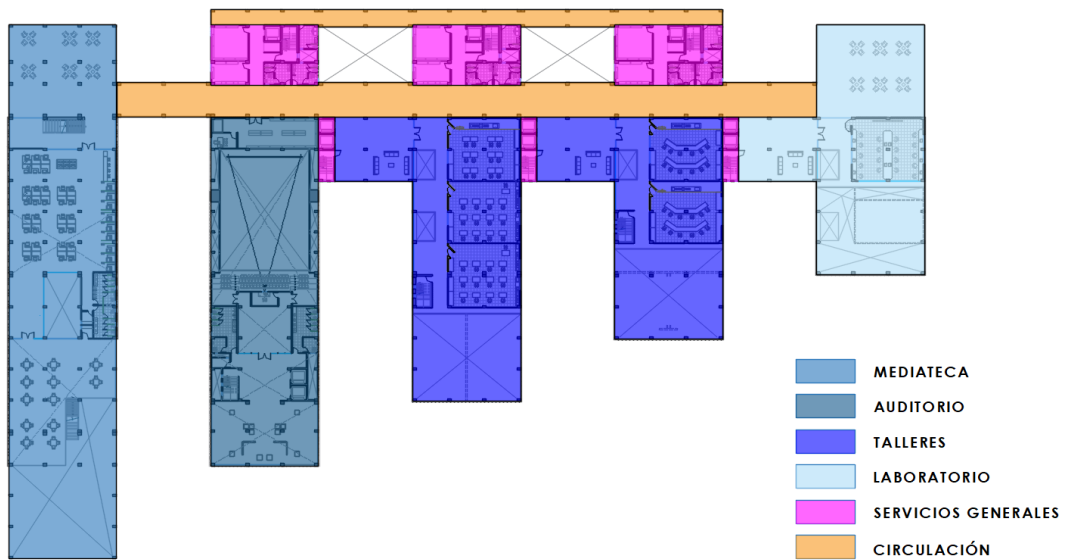 MEDIATECA
AUDITORIO
TALLERES
LABORATORIO
SERVICIOS GENERALES
CIRCULACIÓN